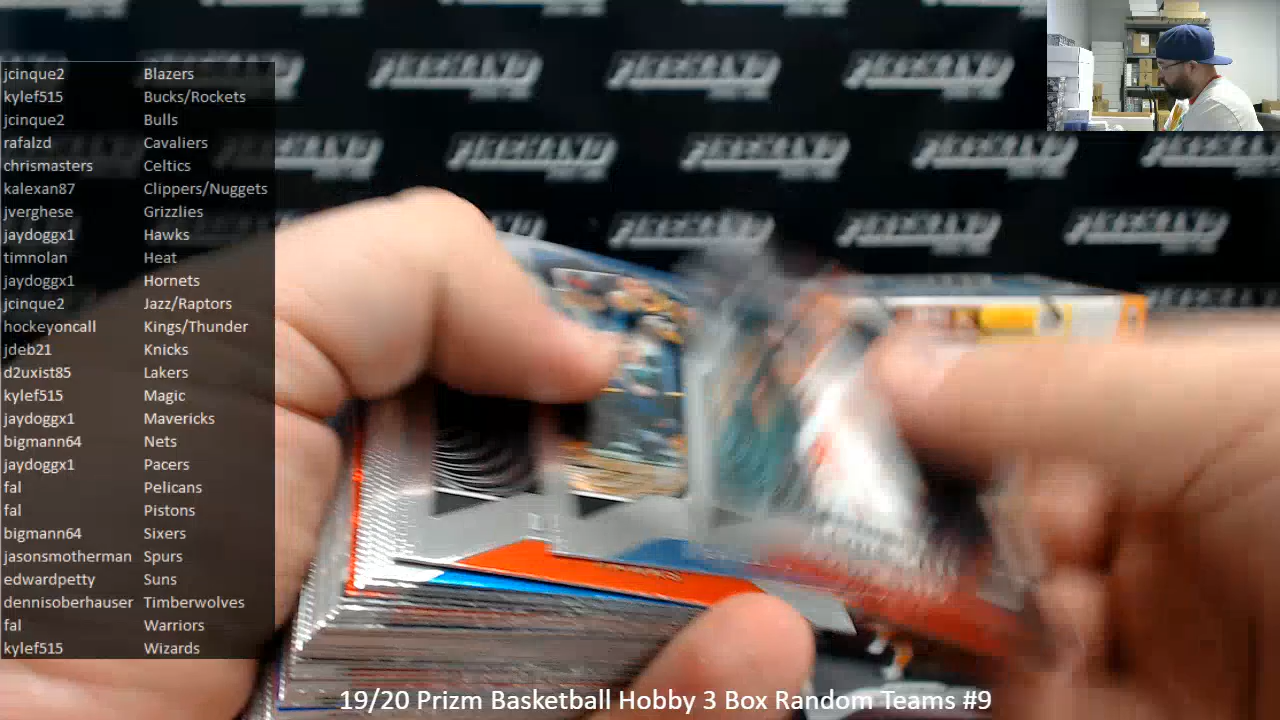 jcinque2 Blazers
kylef515 Bucks/Rockets
jcinque2 Bulls
rafalzd Cavaliers
chrismasters Celtics
kalexan87 Clippers/Nuggets
jverghese Grizzlies
jaydoggx1 Hawks
timnolan Heat
jaydoggx1 Hornets
jcinque2 Jazz/Raptors
hockeyoncall Kings/Thunder
jdeb21 Knicks
d2uxist85 Lakers
kylef515 Magic
jaydoggx1 Mavericks
bigmann64 Nets
jaydoggx1 Pacers
fal Pelicans
fal Pistons
bigmann64 Sixers
jasonsmotherman Spurs
edwardpetty Suns
dennisoberhauser Timberwolves
fal Warriors
kylef515 Wizards
19/20 Prizm Basketball Hobby 3 Box Random Teams #9